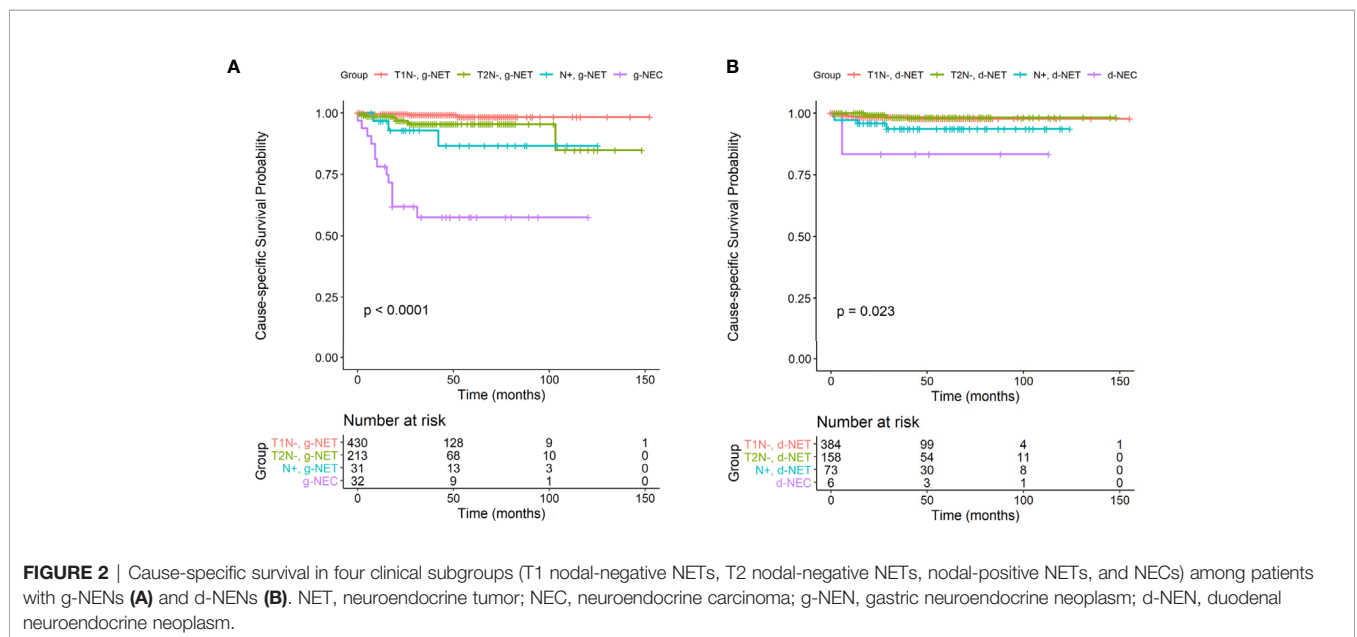 A
Group T1N-, g-NET T2N-, g-NET N+, g-NET g-NEC
Cause-specific Survival Probability
1.00
0.75
0.50
0.25
0.00
p < 0.0001
0 50 100 150
Time (months)
Number at risk
Group
T1N-, g-NET 430 128 9 1
T2N-, g-NET 213 68 10 0
N+, g-NET 31 13 3 0
g-NEC 32 9 1 0
0 50 100 150
Time (months)
B
Group T1N-, d-NET T2N-, d-NET N+, d-NET d-NEC
Cause-specific Survival Probability
1.00
0.75
0.50
0.25
0.00
p = 0.023
0 50 100 150
Time (months)
Number at risk
Group
T1N-, d-NET 384 99 4 1
T2N-, d-NET 158 54 11 0
N+, d-NET 73 30 8 0
d-NEC 6 3 1 0
0 50 100 150
Time (months)
FIGURE 2 | Cause-specific survival in four clinical subgroups (T1 nodal-negative NETs, T2 nodal-negative NETs, nodal-positive NETs, and NECs) among patients
with g-NENs (A) and d-NENs (B). NET, neuroendocrine tumor; NEC, neuroendocrine carcinoma; g-NEN, gastric neuroendocrine neoplasm; d-NEN, duodenal
neuroendocrine neoplasm.